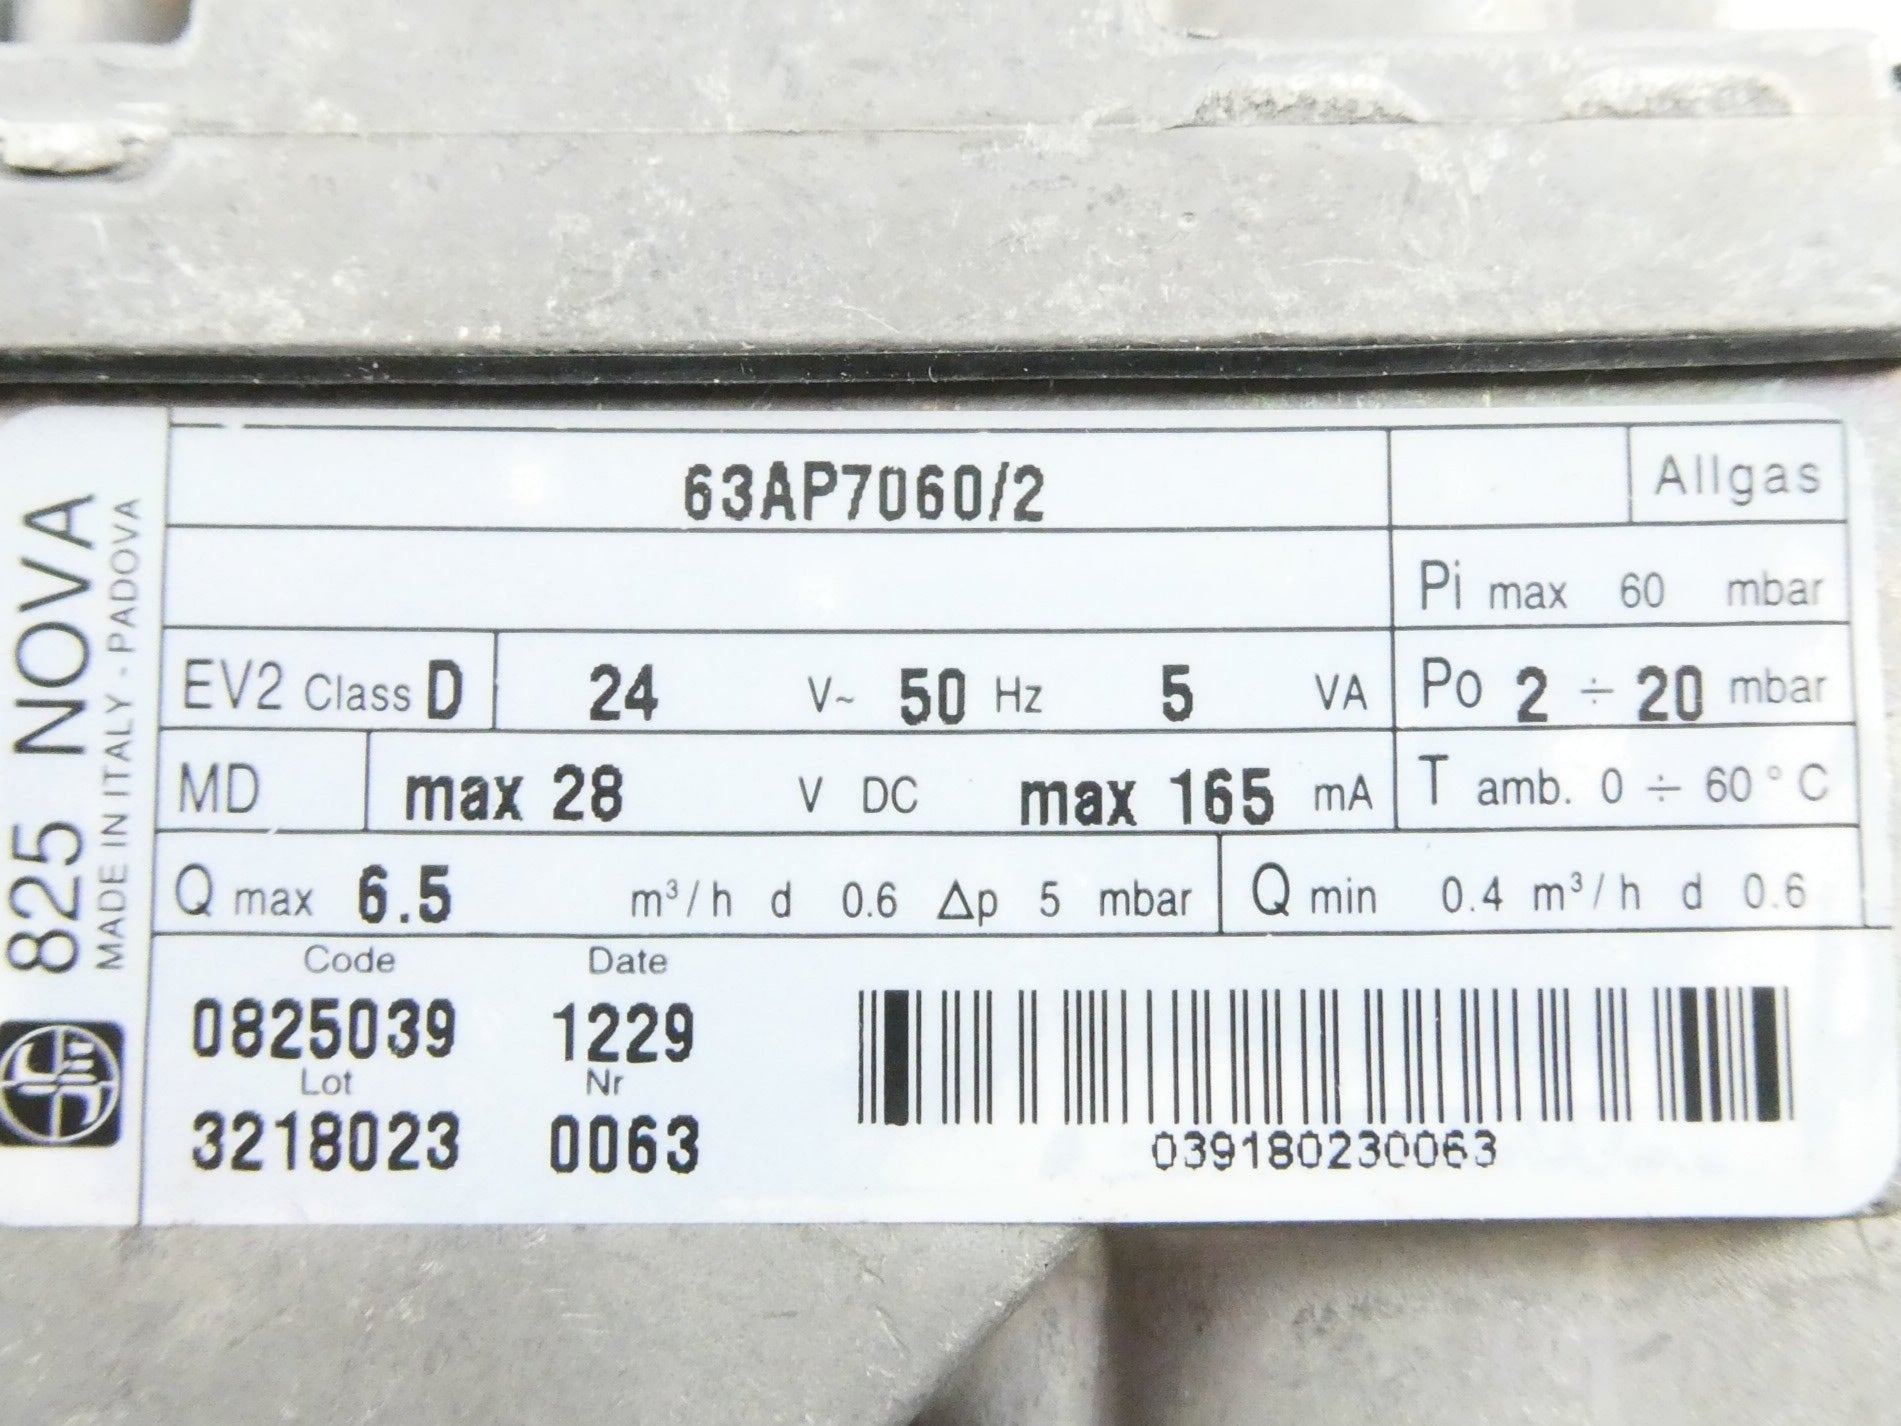 825 NOVA
MADE IN ITALY - PADOVA
63AP7060/2
Allgas
Pi max 60 mbar
EV2 Class D 24 V~ 50 Hz 5 VA
Po 2 ÷ 20 mbar
MD max 28 V DC max 165 mA
T amb. 0 ÷ 60 °C
Q max 6.5 m³/h d 0.6 Δp 5 mbar
Q min 0.4 m³/h d 0.6
Code Date
0825039 1229
Lot Nr
3218023 0063
039180230063